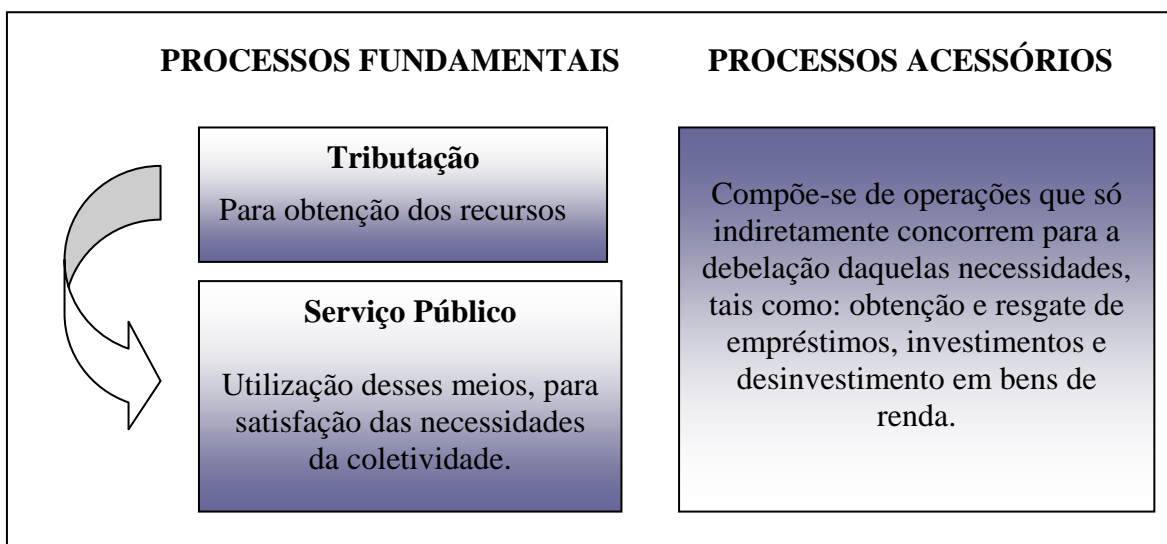 PROCESSOS FUNDAMENTAIS
Tributação
Para obtenção dos recursos
Serviço Público
Utilização desses meios, para
satisfação das necessidades
da coletividade.
PROCESSOS ACESSÓRIOS
Compõe-se de operações que só
indiretamente concorrem para a
debelação daquelas necessidades,
tais como: obtenção e resgate de
empréstimos, investimentos e
desinvestimento em bens de
renda.